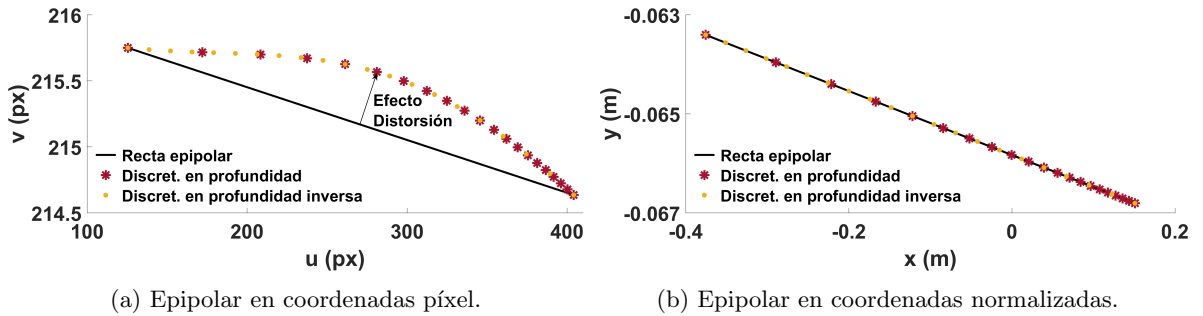 216
215.5
215
214.5
100
200
300
400
v (px)
u (px)
Efecto
Distorsión
Recta epipolar
Discret. en profundidad
Discret. en profundidad inversa
(a) Epipolar en coordenadas píxel.
-0.063
-0.065
-0.067
-0.4
-0.2
0
0.2
y (m)
x (m)
Recta epipolar
Discret. en profundidad
Discret. en profundidad inversa
(b) Epipolar en coordenadas normalizadas.